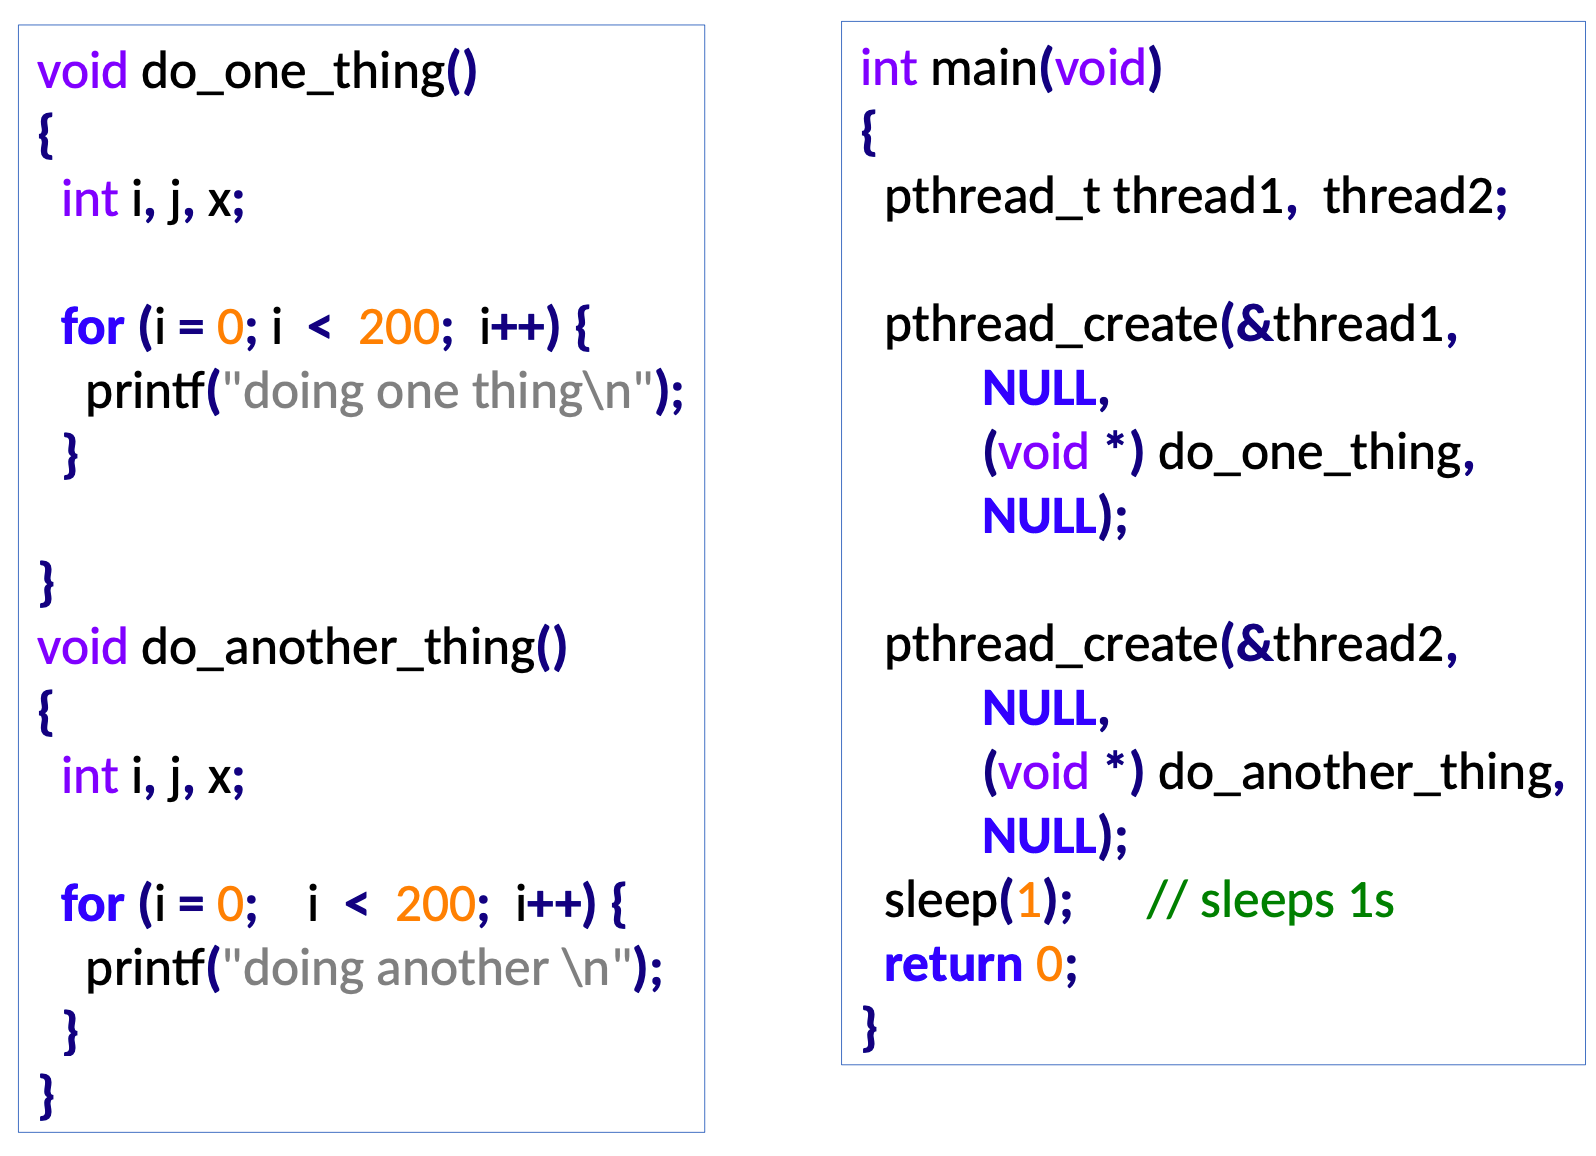 void do_one_thing()
{
int i, j, x;
for (i = 0; i < 200; i++) {
printf("doing one thing\n");
}
}
void do_another_thing()
{
int i, j, x;
for (i = 0; i < 200; i++) {
printf("doing another \n");
}
}
int main(void)
{
pthread_t thread1, thread2;
pthread_create(&thread1,
NULL,
(void *) do_one_thing,
NULL);
pthread_create(&thread2,
NULL,
(void *) do_another_thing,
NULL);
sleep(1); // sleeps 1s
return 0;
}